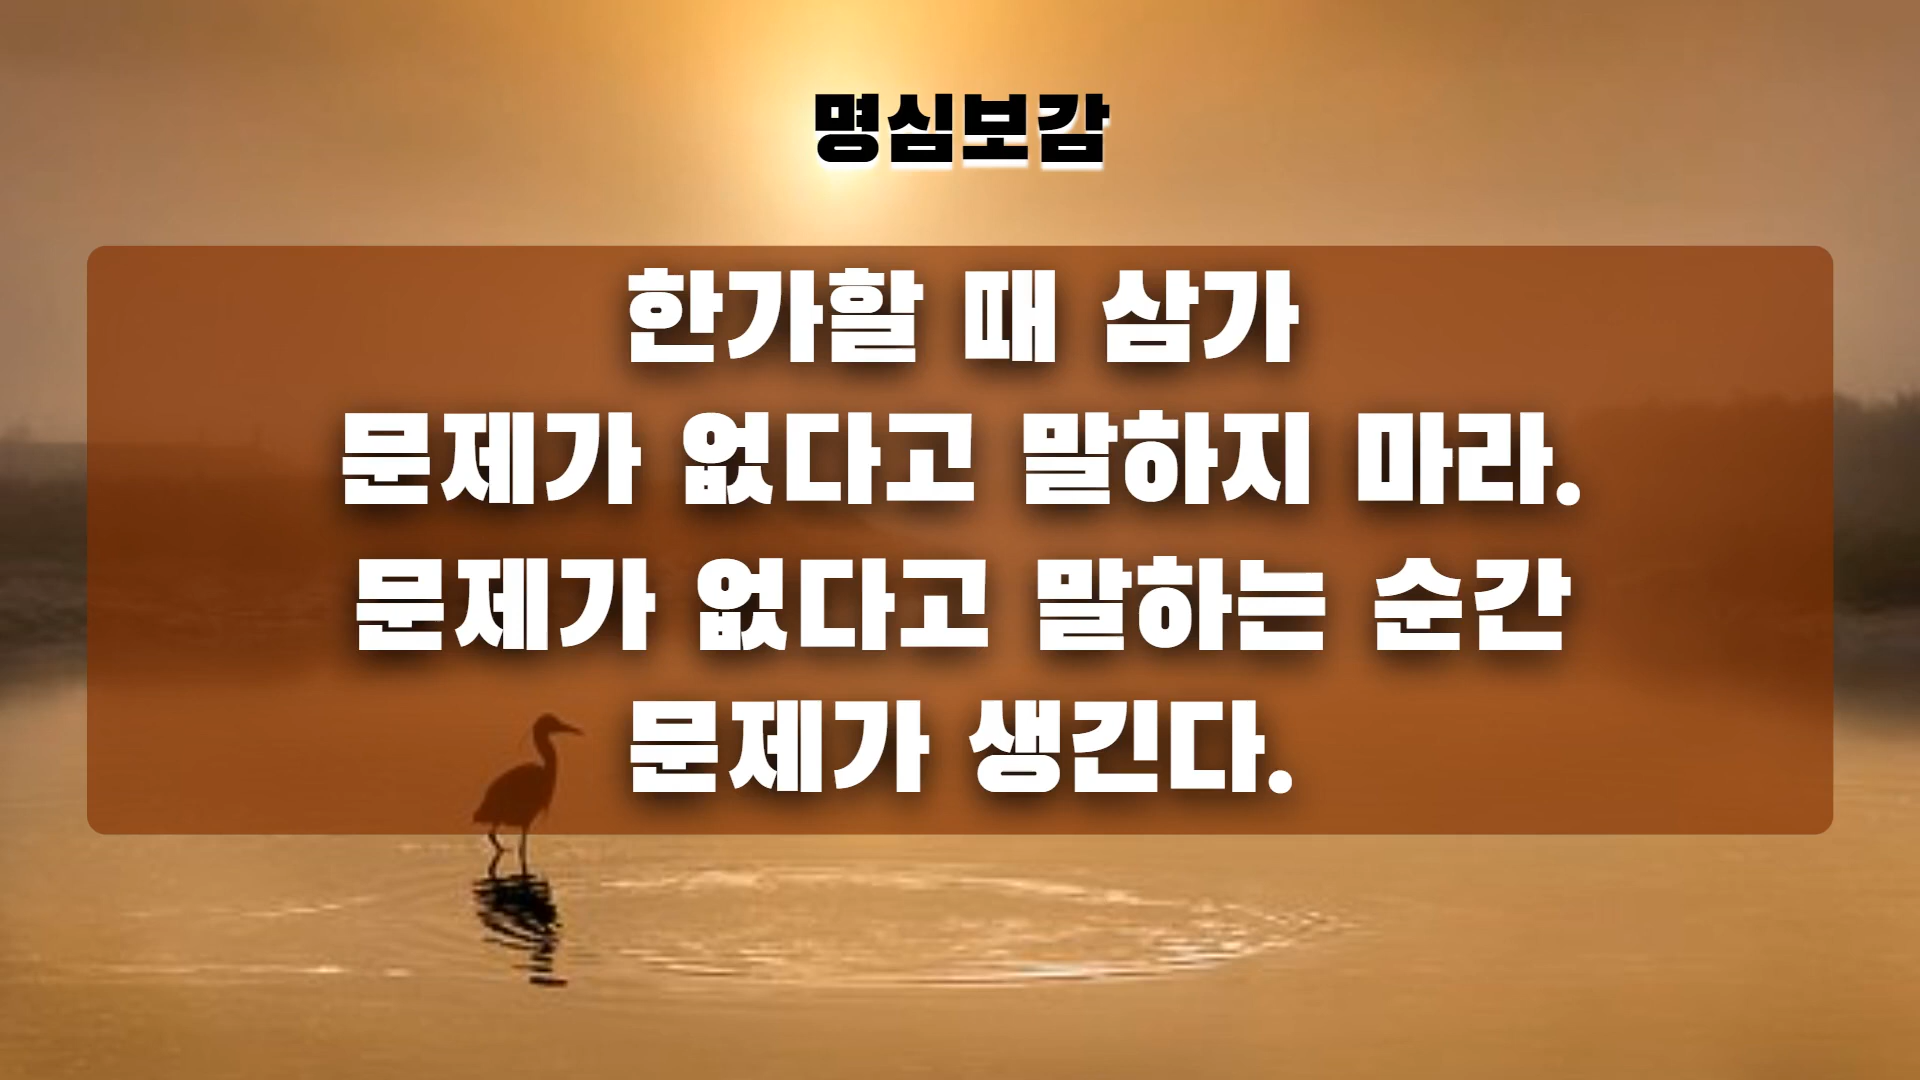 명심보감
한가할 때 삼가
문제가 없다고 말하지 마라.
문제가 없다고 말하는 순간
문제가 생긴다.